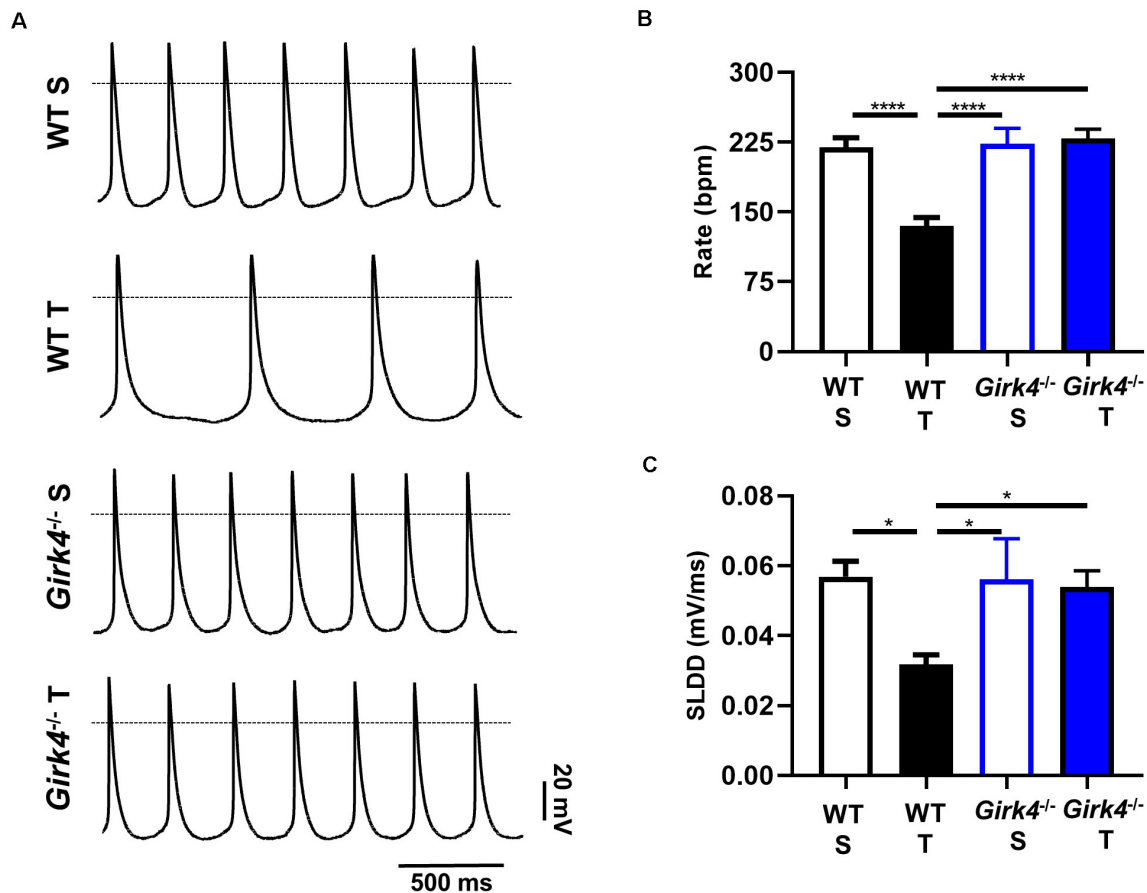 A
WT S
WT T
Girk4-/- S
Girk4-/- T
20 mV
500 ms
B
Rate (bpm)
300
225
150
75
0
****
****
****
WT
S
WT
T
Girk4-/-
S
Girk4-/-
T
C
SLDD (mV/ms)
0.08
0.06
0.04
0.02
0.00
*
*
*
WT
S
WT
T
Girk4-/-
S
Girk4-/-
T